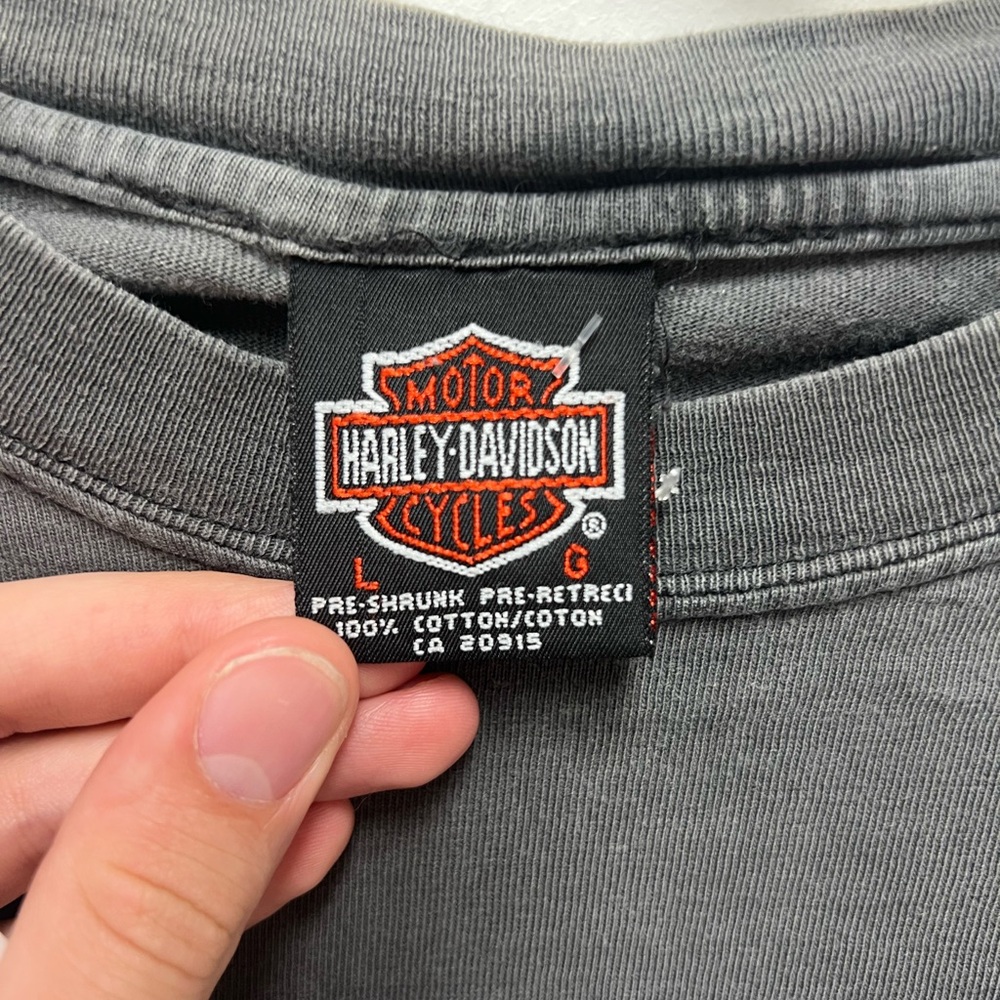 MOTOR
HARLEY-DAVIDSON
CYCLES
®
L G
PRE-SHRUNK PRE-RETRECI
100% COTTON/COTON
CA 20915